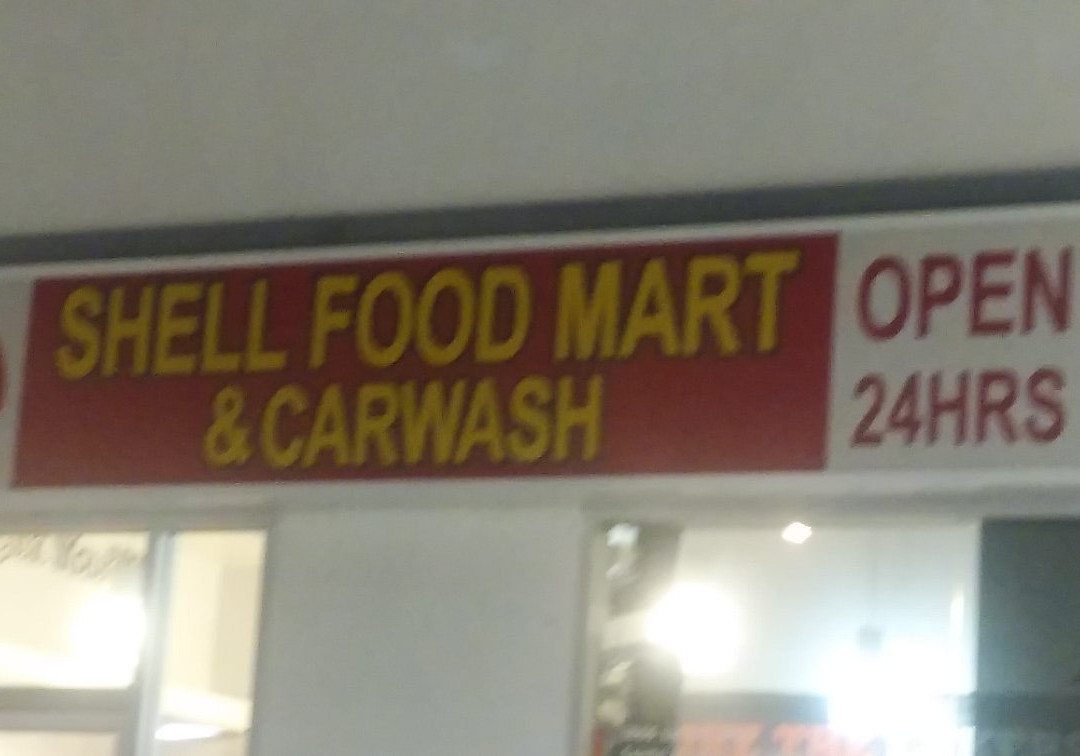 SHELL FOOD MART
& CARWASH
OPEN
24HRS